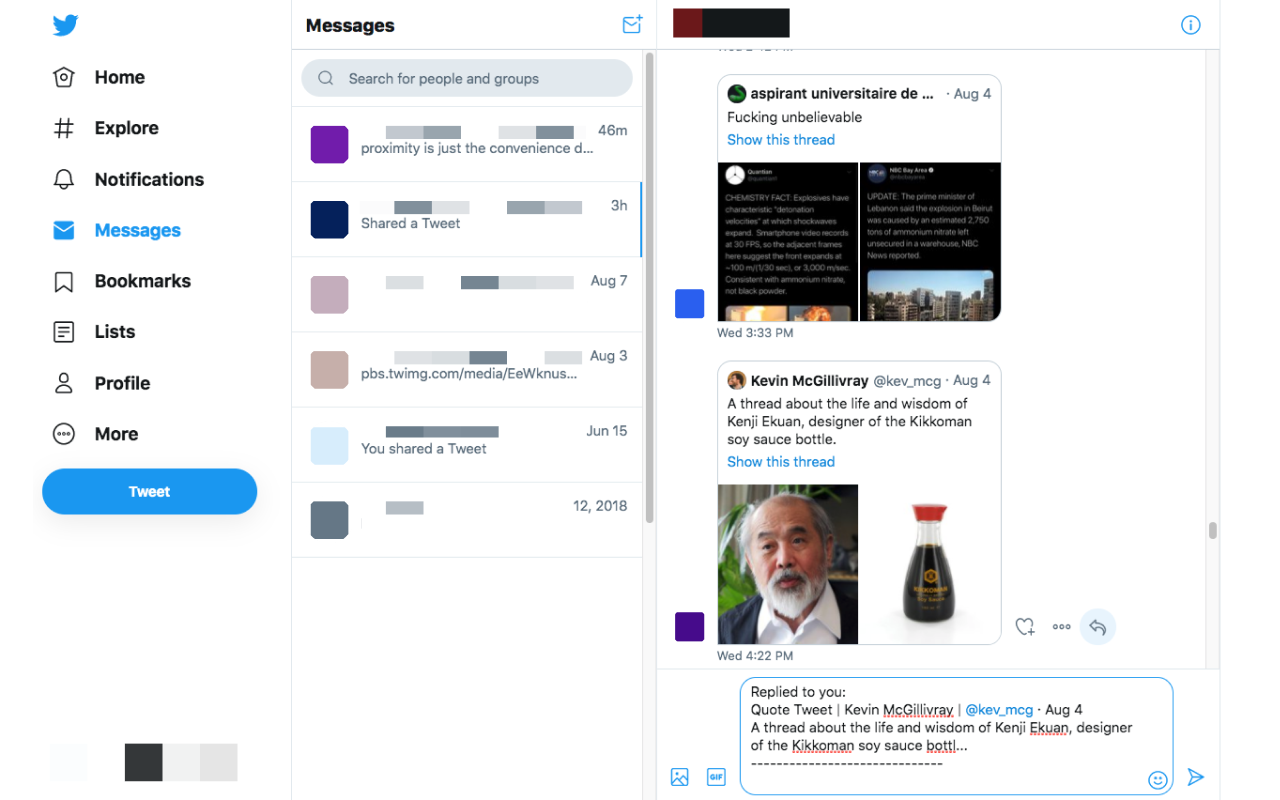 Messages
Search for people and groups
Home
Explore
Notifications
Messages
Bookmarks
Lists
Profile
More
Tweet
46m
proximity is just the convenience d...
3h
Shared a Tweet
Aug 7
Aug 3
pbs.twimg.com/media/EeWknus...
Jun 15
You shared a Tweet
12, 2018
aspirant universitaire de ... · Aug 4
Fucking unbelievable
Show this thread
Quantian
CHEMISTRY FACT: Explosives have
characteristic "detonation
velocities" at which shockwaves
expand. Smartphone video records
at 30 FPS, so the adjacent frames
here suggest the front expands at
~100 m/(1/30 sec), or 3,000 m/sec.
Consistent with ammonium nitrate,
not black powder.
NBC Bay Area
@nbcbayarea
UPDATE: The prime minister of
Lebanon said the explosion in Beirut
was caused by an estimated 2,750
tons of ammonium nitrate left
unsecured in a warehouse, NBC
News reported.
Wed 3:33 PM
Kevin McGillivray @kev_mcg · Aug 4
A thread about the life and wisdom of
Kenji Ekuan, designer of the Kikkoman
soy sauce bottle.
Show this thread
KIKKOMAN
Soy Sauce
Wed 4:22 PM
Replied to you:
Quote Tweet | Kevin McGillivray | @kev_mcg · Aug 4
A thread about the life and wisdom of Kenji Ekuan, designer
of the Kikkoman soy sauce bottl...
------------------------------
GIF